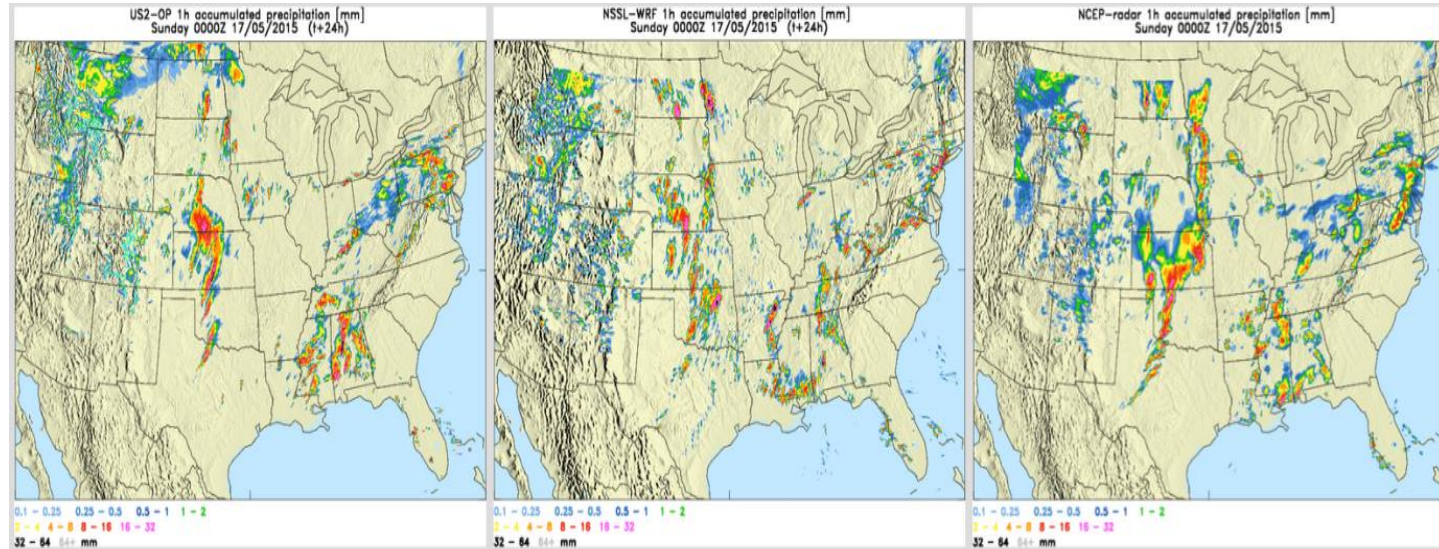 US2-OP 1h accumulated precipitation [mm]
Sunday 0000Z 17/05/2015 (t+24h)
0.1 - 0.25 0.25 - 0.5 0.5 - 1 1 - 2
2 - 4 4 - 8 8 - 16 16 - 32
32 - 64 64+ mm
NSSL-WRF 1h accumulated precipitation [mm]
Sunday 0000Z 17/05/2015 (t+24h)
0.1 - 0.25 0.25 - 0.5 0.5 - 1 1 - 2
2 - 4 4 - 8 8 - 16 16 - 32
32 - 64 64+ mm
NCEP-radar 1h accumulated precipitation [mm]
Sunday 0000Z 17/05/2015
0.1 - 0.25 0.25 - 0.5 0.5 - 1 1 - 2
2 - 4 4 - 8 8 - 16 16 - 32
32 - 64 64+ mm